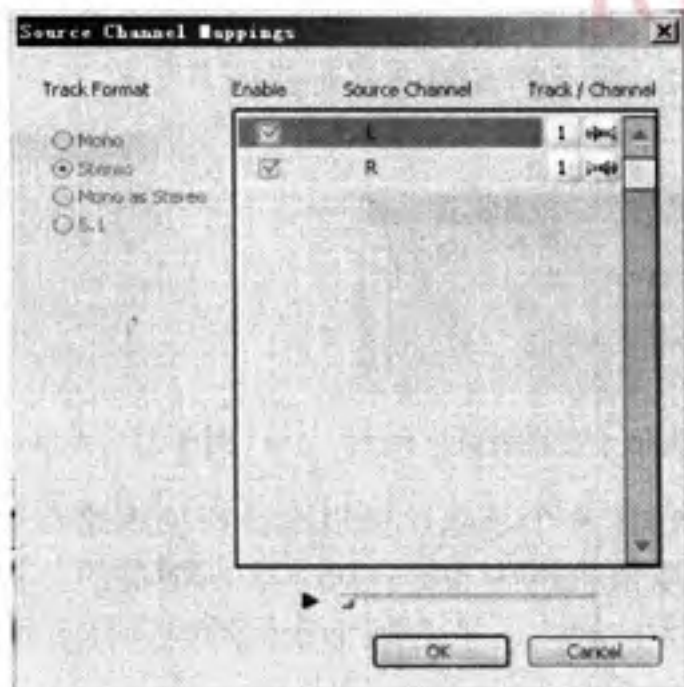 Source Channel Mappings
Track Format
Enable Source Channel Track / Channel
Mono
Stereo
Mono as Stereo
5.1
L 1
R 1
OK Cancel